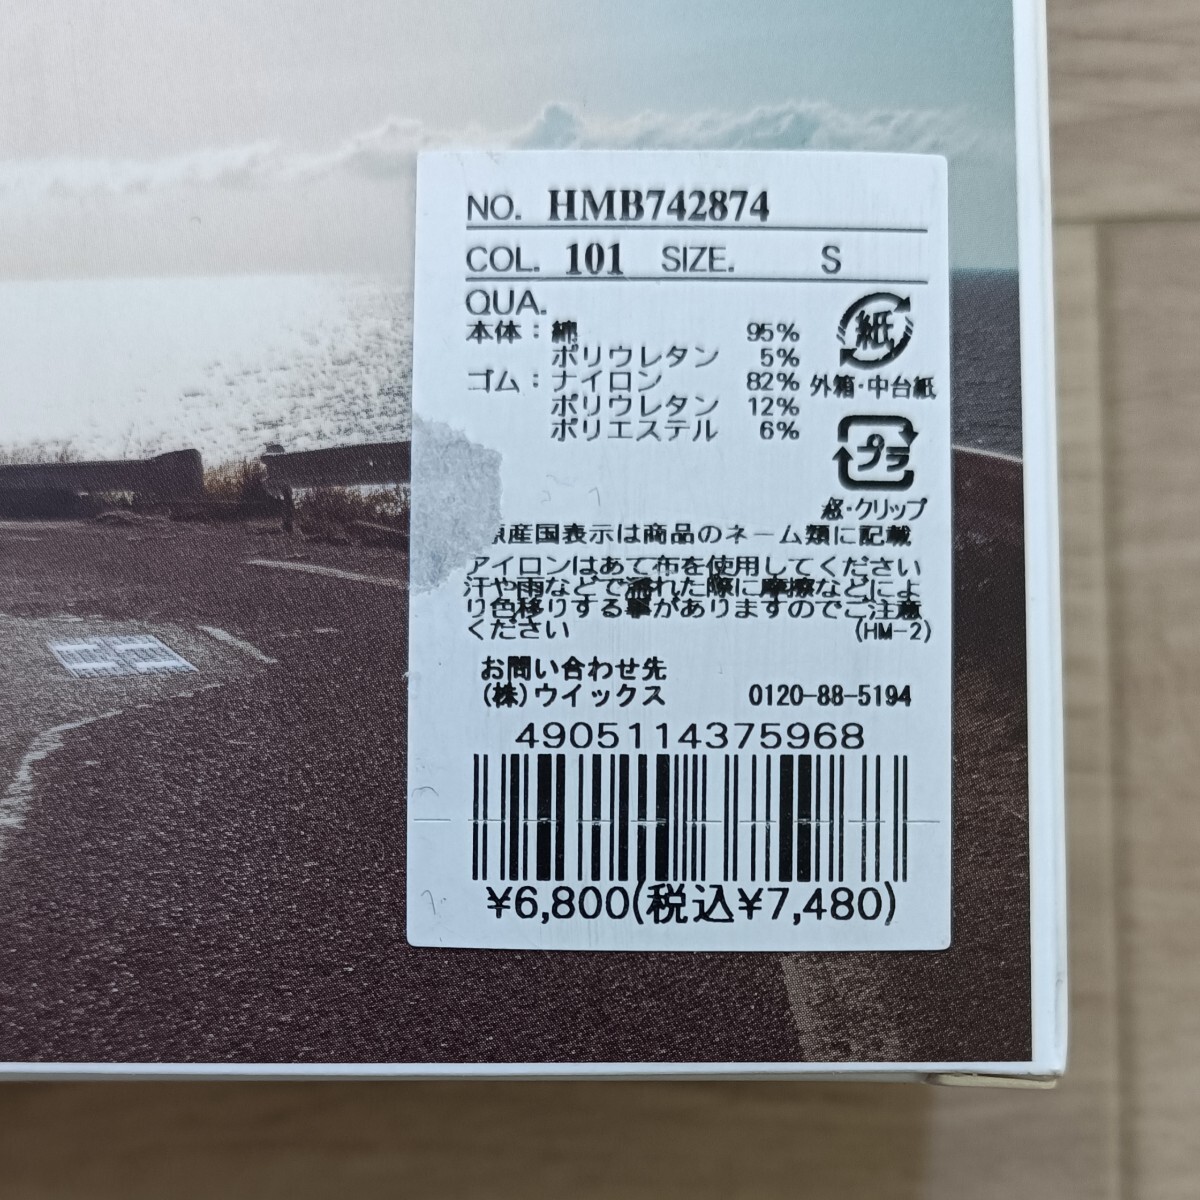 NO. HMB742874
COL. 101 SIZE. S
QUA.
本体：綿 95%
ポリウレタン 5%
ゴム：ナイロン 82%
ポリウレタン 12%
ポリエステル 6%
紙
外箱・中台紙
プラ
窓・クリップ
原産国表示は商品のネーム類に記載
アイロンはあて布を使用してください
汗や雨などで濡れた際に摩擦などによ
り色移りする事がありますのでご注意
ください (HM-2)
お問い合わせ先
(株)ウイックス 0120-88-5194
4905114375968
¥6,800(税込¥7,480)